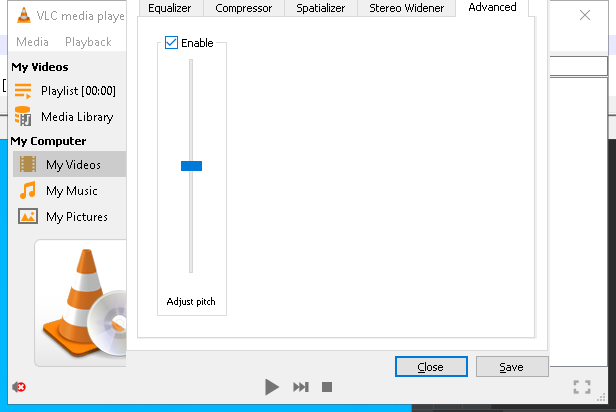 VLC media playe
Equalizer
Compressor
Spatializer
Stereo Widener
Advanced
Media
Playback
Enable
My Videos
Playlist [00:00]
Media Library
My Computer
My Videos
My Music
My Pictures
Adjust pitch
Close
Save